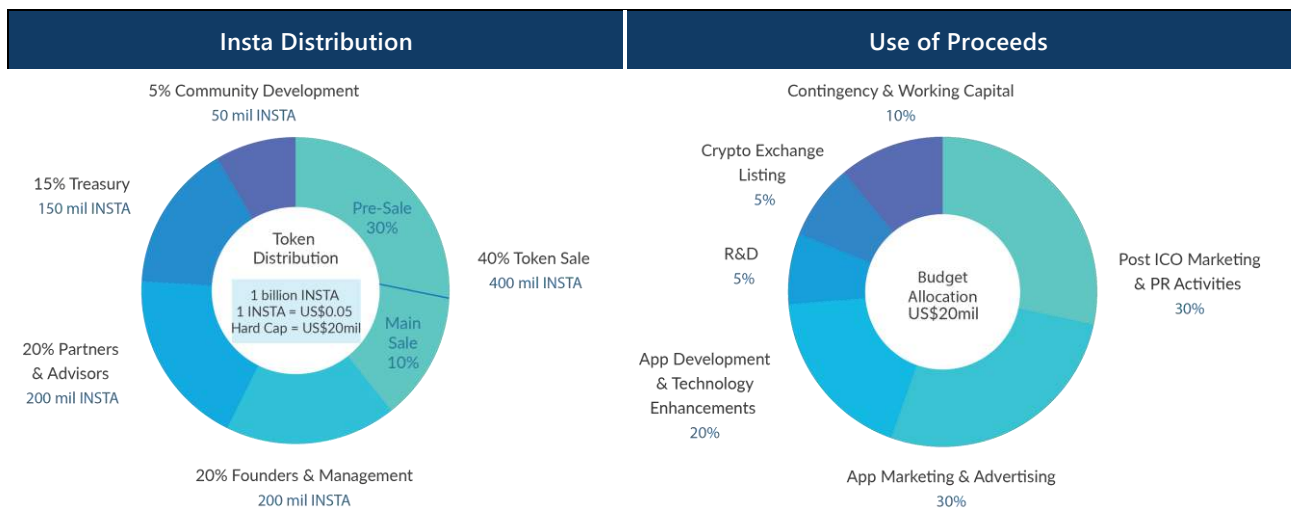 Insta Distribution
Use of Proceeds
5% Community Development
50 mil INSTA
15% Treasury
150 mil INSTA
Pre-Sale
30%
Token
Distribution
1 billion INSTA
1 INSTA = US$0.05
Hard Cap = US$20mil
40% Token Sale
400 mil INSTA
Main
Sale
10%
20% Partners
& Advisors
200 mil INSTA
20% Founders & Management
200 mil INSTA
Contingency & Working Capital
10%
Crypto Exchange
Listing
5%
R&D
5%
Budget
Allocation
US$20mil
Post ICO Marketing
& PR Activities
30%
App Development
& Technology
Enhancements
20%
App Marketing & Advertising
30%